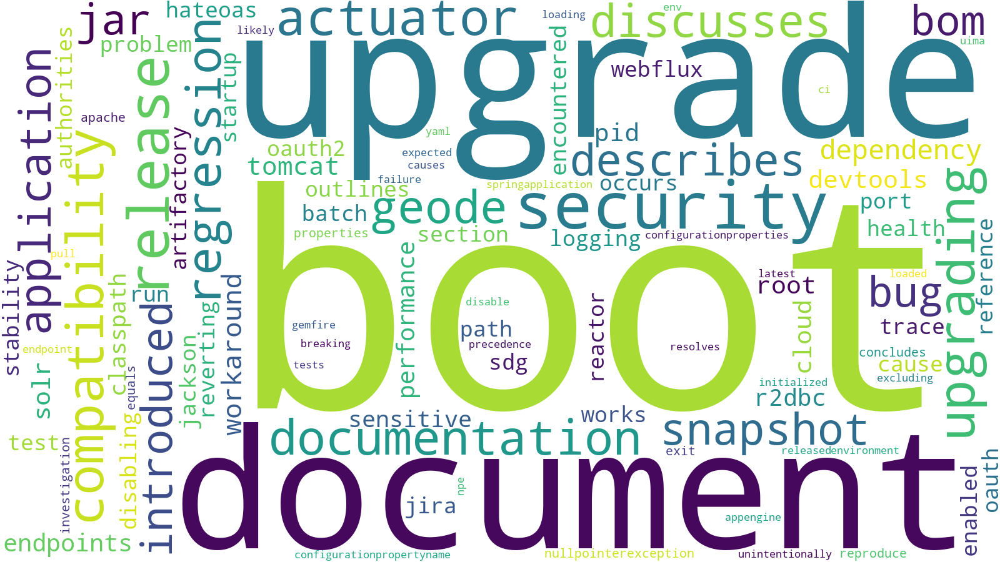 hateoas
jar
actuator
likely
loading
env
discusses
bom
problem
upgrade
uima
webflux
ci
encountered
authorities
application
release
regression
startup
apache
artifactory
compatibility
yaml
pid
oauth2
expected
describes
dependency
tomcat
causes
failure
springapplication
occurs
devtools
outlines
geode
security
port
batch
properties
section
logging
configurationproperties
health
upgrading
reference
pull
boot
stability
classpath
run
workaround
performance
latest
root
loaded
bug
disable
reactor
cloud
gemfire
path
trace
breaking
precedence
resolves
endpoint
tests
sdg
concludes
cause
introduced
jackson
reverting
equals
solr
initialized
excluding
r2dbc
sensitive
works
disabling
test
documentation
snapshot
exit
releasedenvironment
investigation
document
npe
jira
appengine
oauth
enabled
endpoints
configurationpropertyname
nullpointerexception
unintentionally
reproduce